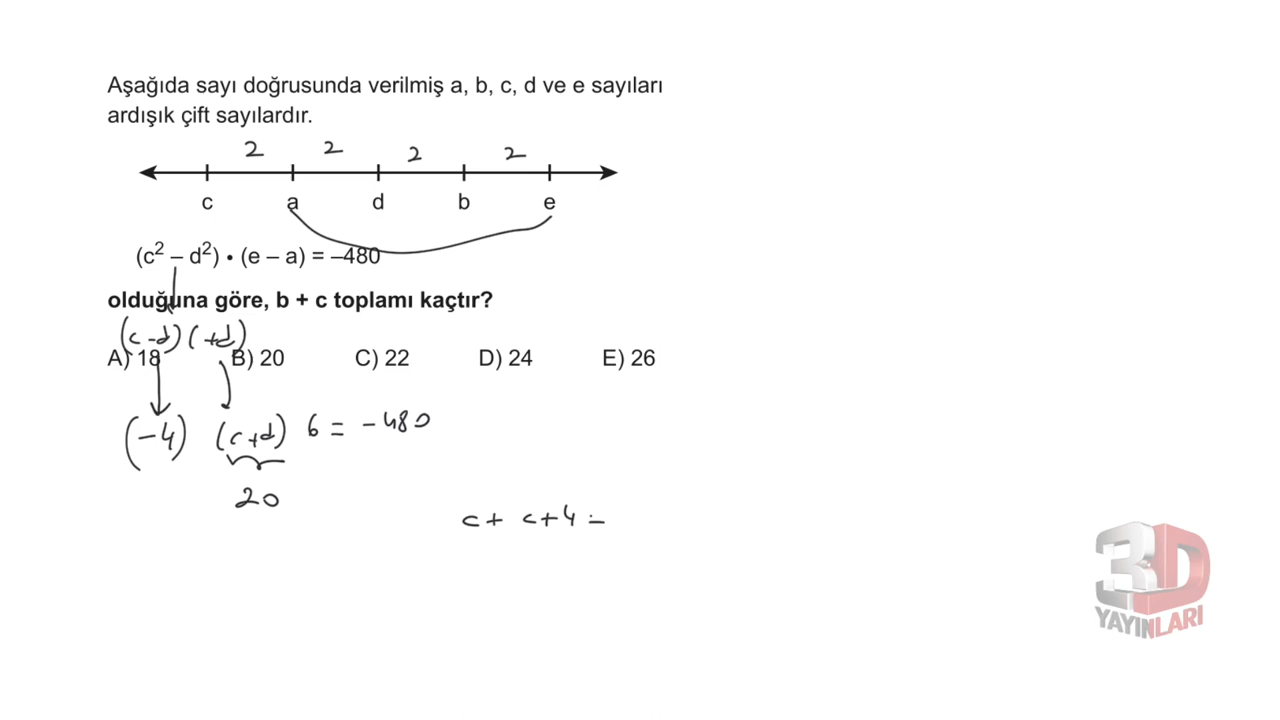 Aşağıda sayı doğrusunda verilmiş a, b, c, d ve e sayıları
ardışık çift sayılardır.
2 2 2 2
c a d b e
(c² – d²) • (e – a) = –480
olduğuna göre, b + c toplamı kaçtır?
(c-d) (+d)
A) 18 B) 20 C) 22 D) 24 E) 26
(-4) (c+d) 6 = -480
20
c+ c+4 =
3D
YAYINLARI